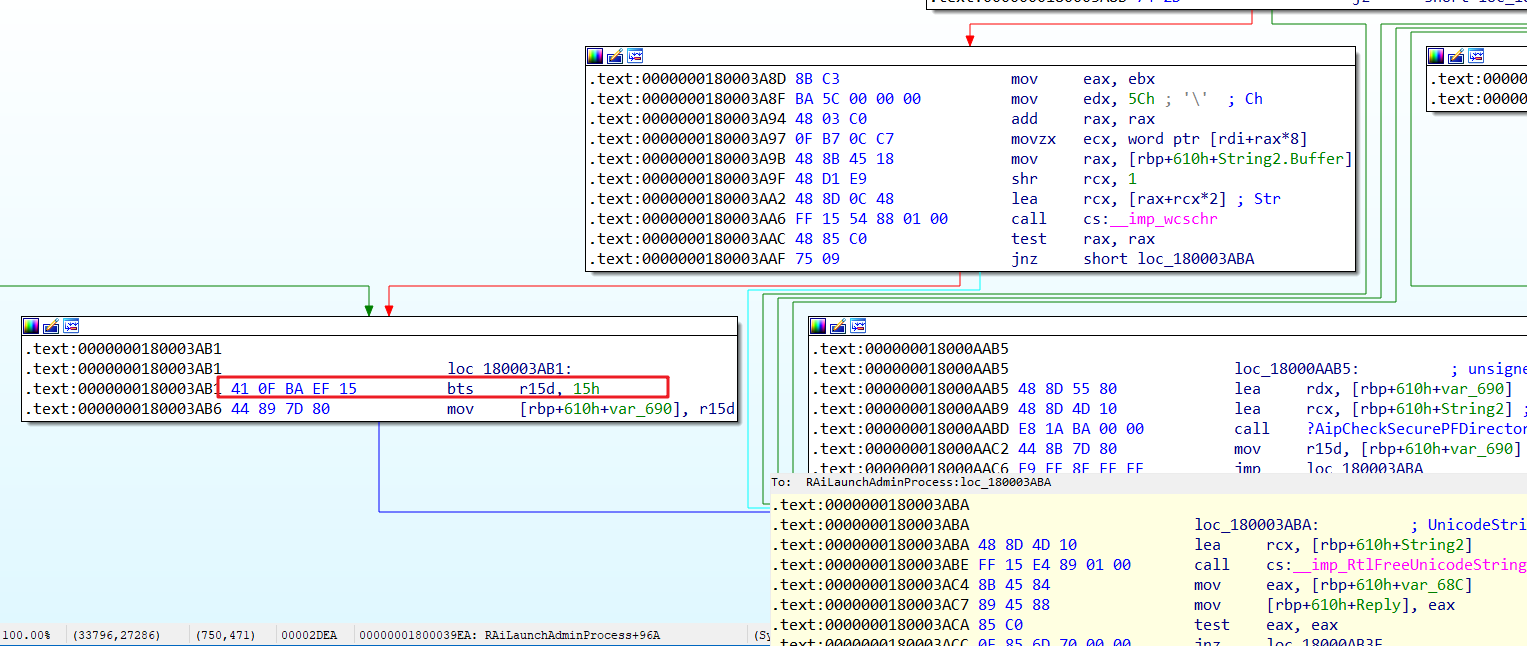 .text:0000000180003A8D 8B C3 mov eax, ebx
.text:0000000180003A8F BA 5C 00 00 00 mov edx, 5Ch ; '\' ; Ch
.text:0000000180003A94 48 03 C0 add rax, rax
.text:0000000180003A97 0F B7 0C C7 movzx ecx, word ptr [rdi+rax*8]
.text:0000000180003A9B 48 8B 45 18 mov rax, [rbp+610h+String2.Buffer]
.text:0000000180003A9F 48 D1 E9 shr rcx, 1
.text:0000000180003AA2 48 8D 0C 48 lea rcx, [rax+rcx*2] ; Str
.text:0000000180003AA6 FF 15 54 88 01 00 call cs:__imp_wcschr
.text:0000000180003AAC 48 85 C0 test rax, rax
.text:0000000180003AAF 75 09 jnz short loc_180003ABA
.text:00000
.text:00000
.text:0000000180003AB1
.text:0000000180003AB1 loc_180003AB1:
.text:0000000180003AB1 41 0F BA EF 15 bts r15d, 15h
.text:0000000180003AB6 44 89 7D 80 mov [rbp+610h+var_690], r15d
.text:000000018000AAB5
.text:000000018000AAB5 loc_18000AAB5: ; unsigne
.text:000000018000AAB5 48 8D 55 80 lea rdx, [rbp+610h+var_690]
.text:000000018000AAB9 48 8D 4D 10 lea rcx, [rbp+610h+String2] ;
.text:000000018000AABD E8 1A BA 00 00 call ?AipCheckSecurePFDirector
.text:000000018000AAC2 44 8B 7D 80 mov r15d, [rbp+610h+var_690]
.text:000000018000AAC6 E9 EF 8F FF FF jmp loc_180003ABA
To: RAiLaunchAdminProcess:loc_180003ABA
.text:0000000180003ABA
.text:0000000180003ABA loc_180003ABA: ; UnicodeStri
.text:0000000180003ABA 48 8D 4D 10 lea rcx, [rbp+610h+String2]
.text:0000000180003ABE FF 15 E4 89 01 00 call cs:__imp_RtlFreeUnicodeString
.text:0000000180003AC4 8B 45 84 mov eax, [rbp+610h+var_68C]
.text:0000000180003AC7 89 45 88 mov [rbp+610h+Reply], eax
.text:0000000180003ACA 85 C0 test eax, eax
.text:0000000180003ACC 0F 85 6D 70 00 00 jnz loc_18000AB3F
100.00% (33796,27286) (750,471) 00002DEA 00000001800039EA: RAiLaunchAdminProcess+96A (Sy